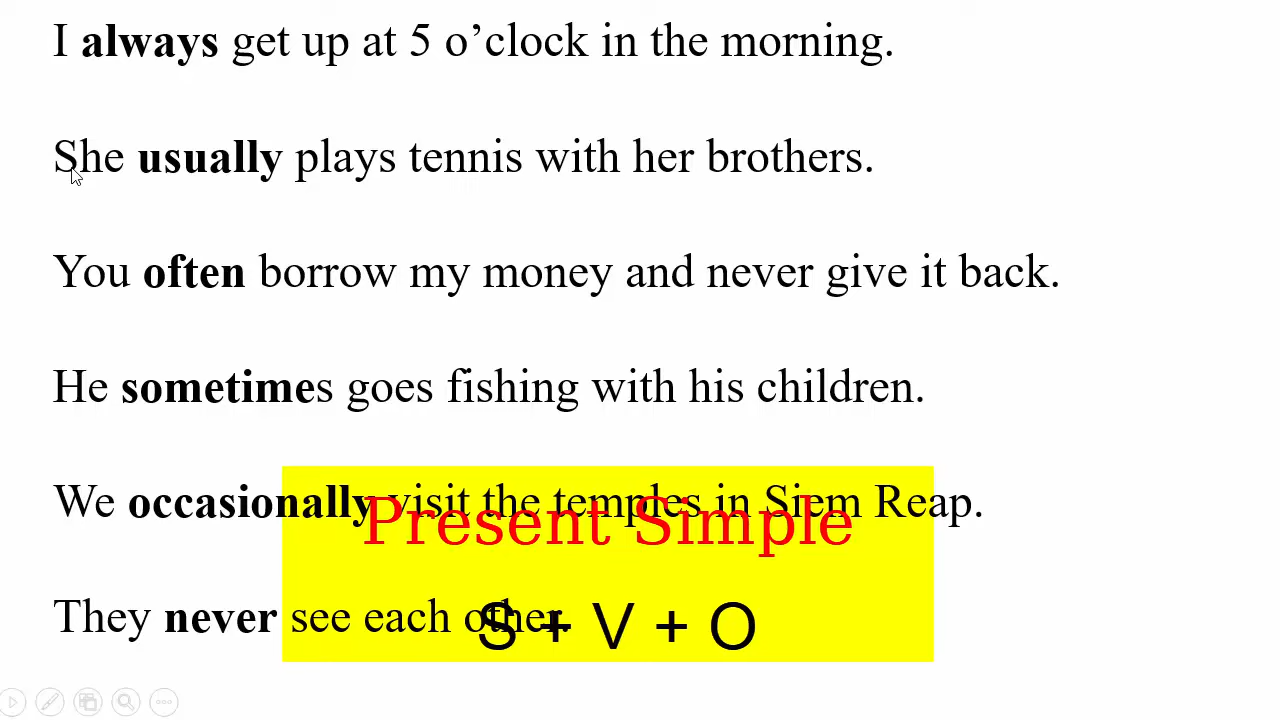 I always get up at 5 o’clock in the morning.
She usually plays tennis with her brothers.
You often borrow my money and never give it back.
He sometimes goes fishing with his children.
We occasionally visit the temples in Siem Reap.
Present Simple
They never see each other.
S + V + O